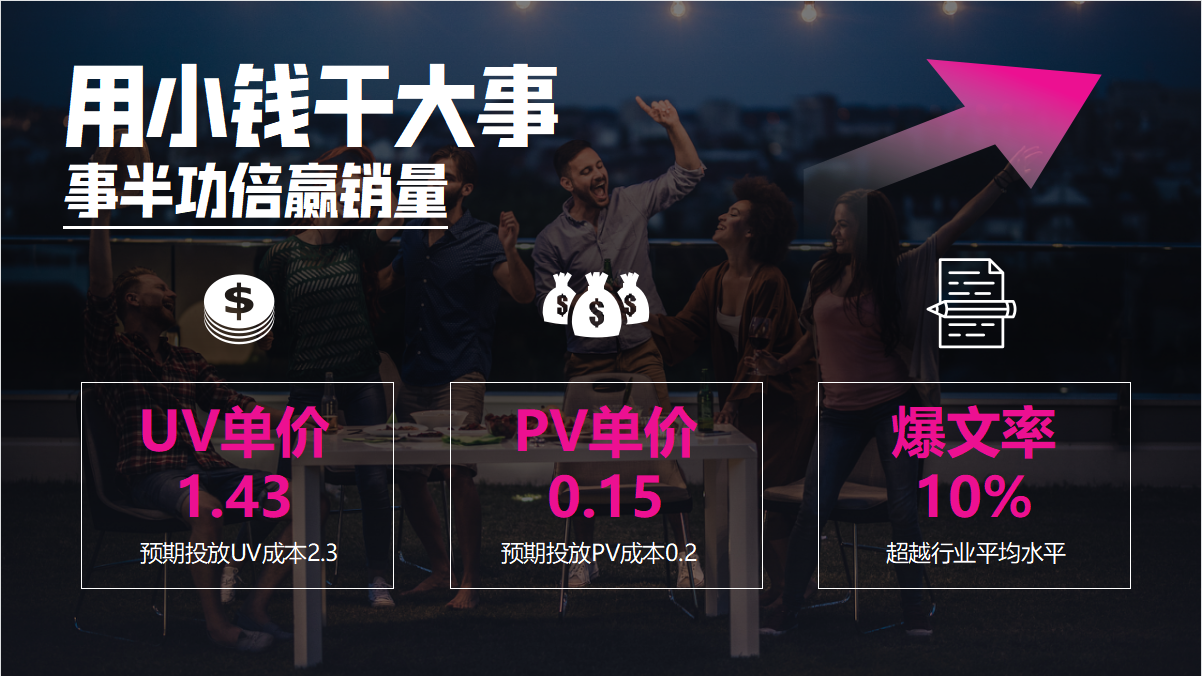 用小钱干大事
事半功倍赢销量
UV单价
1.43
预期投放UV成本2.3
PV单价
0.15
预期投放PV成本0.2
爆文率
10%
超越行业平均水平